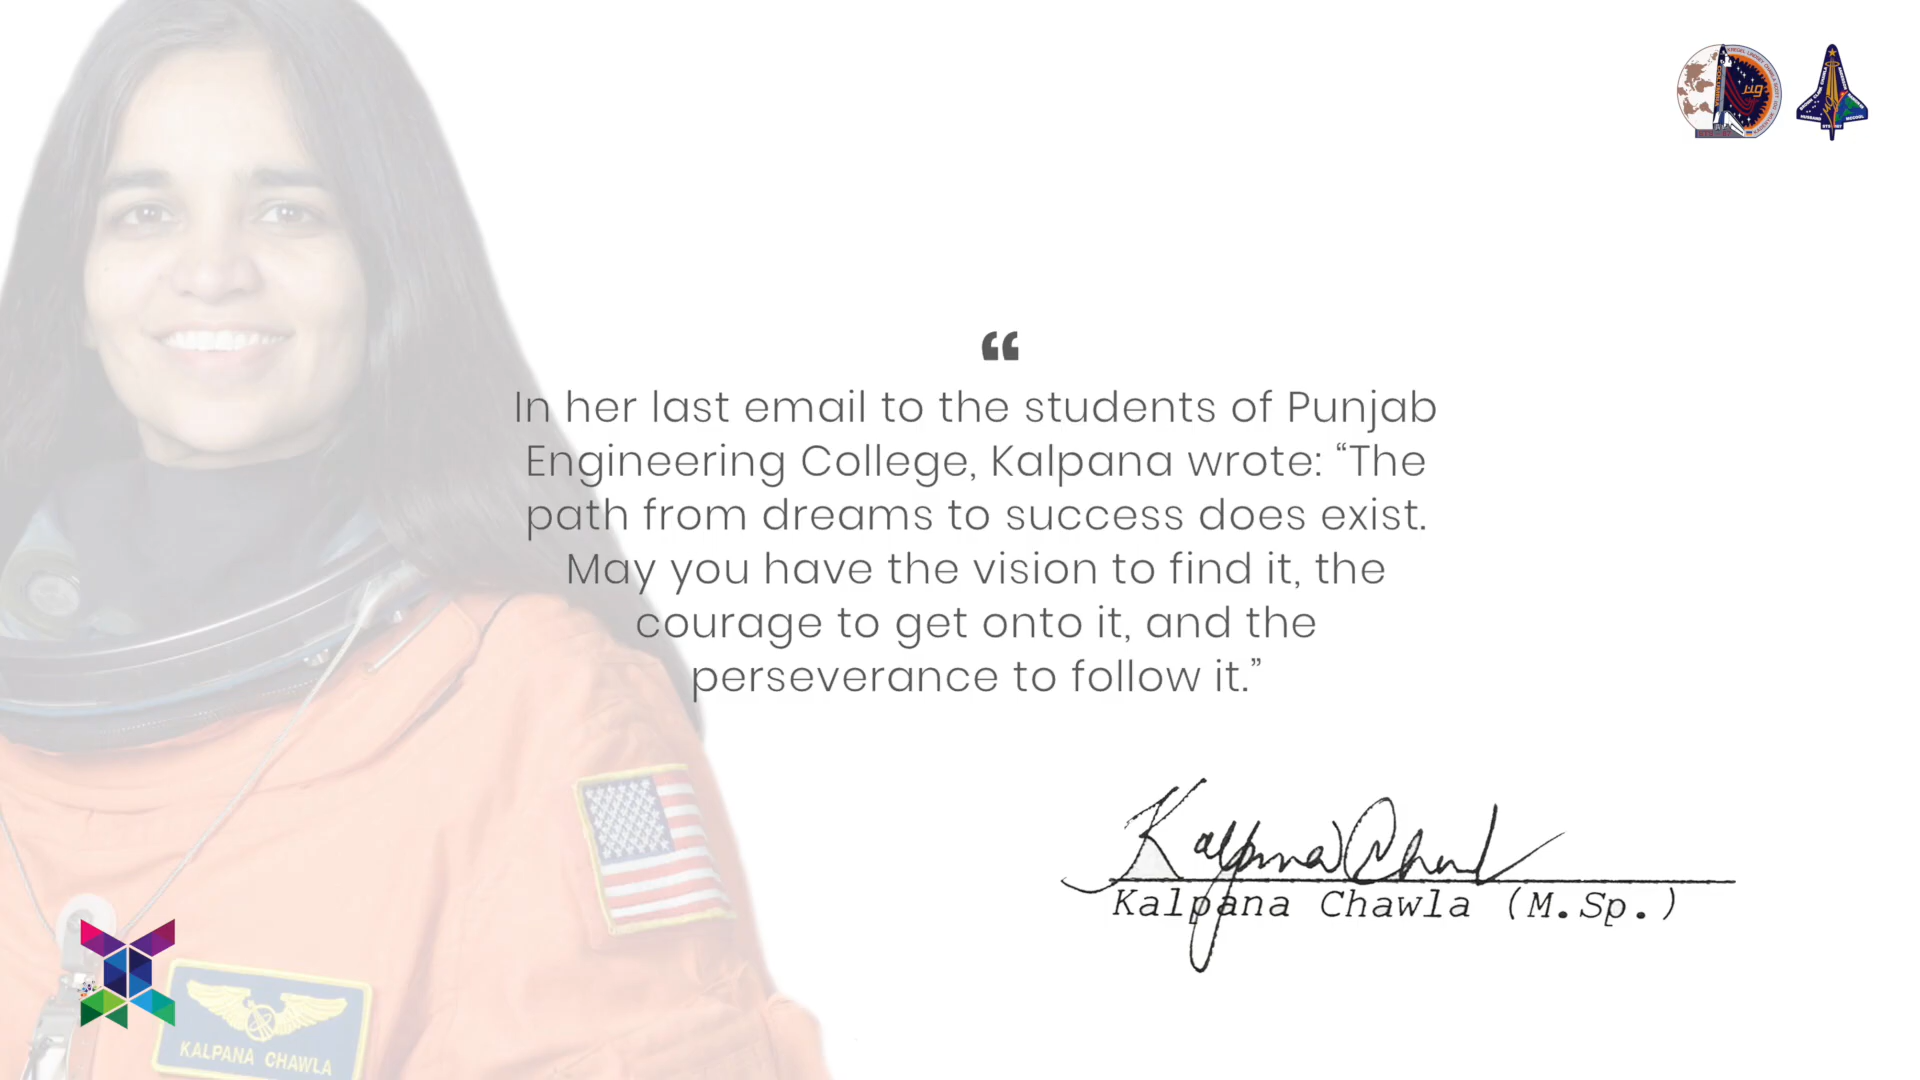 “
In her last email to the students of Punjab
Engineering College, Kalpana wrote: “The
path from dreams to success does exist.
May you have the vision to find it, the
courage to get onto it, and the
perseverance to follow it.”
Kalpana Chawla
Kalpana Chawla (M.Sp.)
KALPANA CHAWLA